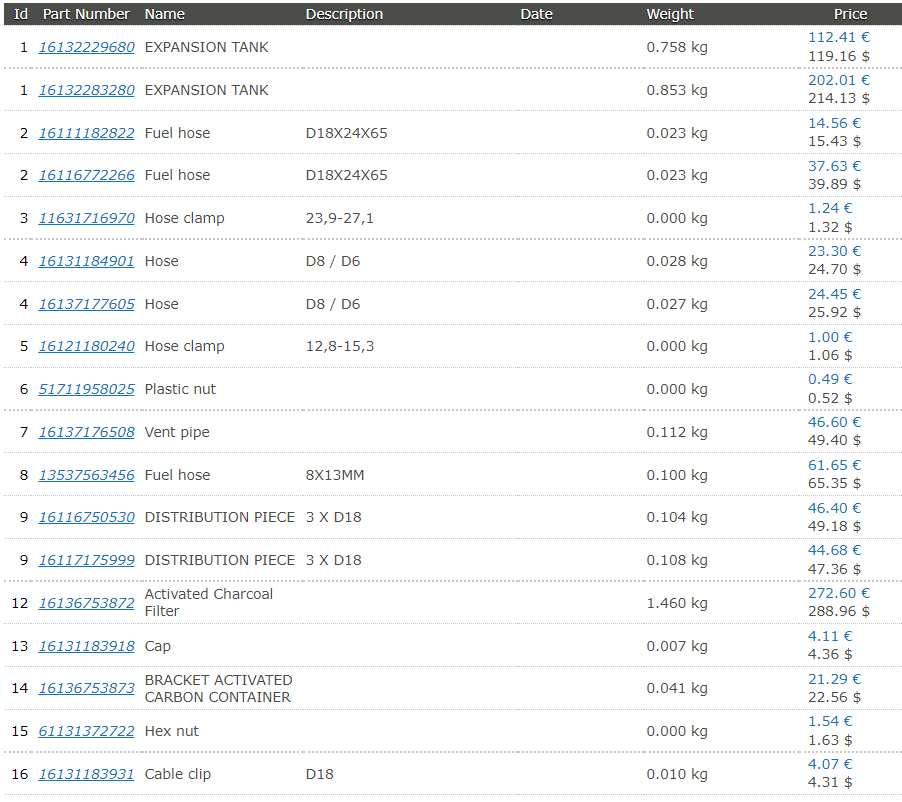 Id Part Number Name Description Date Weight Price
1 16132229680 EXPANSION TANK 0.758 kg 112.41 €
119.16 $
1 16132283280 EXPANSION TANK 0.853 kg 202.01 €
214.13 $
2 16111182822 Fuel hose D18X24X65 0.023 kg 14.56 €
15.43 $
2 16116772266 Fuel hose D18X24X65 0.023 kg 37.63 €
39.89 $
3 11631716970 Hose clamp 23,9-27,1 0.000 kg 1.24 €
1.32 $
4 16131184901 Hose D8 / D6 0.028 kg 23.30 €
24.70 $
4 16137177605 Hose D8 / D6 0.027 kg 24.45 €
25.92 $
5 16121180240 Hose clamp 12,8-15,3 0.000 kg 1.00 €
1.06 $
6 51711958025 Plastic nut 0.000 kg 0.49 €
0.52 $
7 16137176508 Vent pipe 0.112 kg 46.60 €
49.40 $
8 13537563456 Fuel hose 8X13MM 0.100 kg 61.65 €
65.35 $
9 16116750530 DISTRIBUTION PIECE 3 X D18 0.104 kg 46.40 €
49.18 $
9 16117175999 DISTRIBUTION PIECE 3 X D18 0.108 kg 44.68 €
47.36 $
12 16136753872 Activated Charcoal
Filter 1.460 kg 272.60 €
288.96 $
13 16131183918 Cap 0.007 kg 4.11 €
4.36 $
14 16136753873 BRACKET ACTIVATED
CARBON CONTAINER 0.041 kg 21.29 €
22.56 $
15 61131372722 Hex nut 0.000 kg 1.54 €
1.63 $
16 16131183931 Cable clip D18 0.010 kg 4.07 €
4.31 $